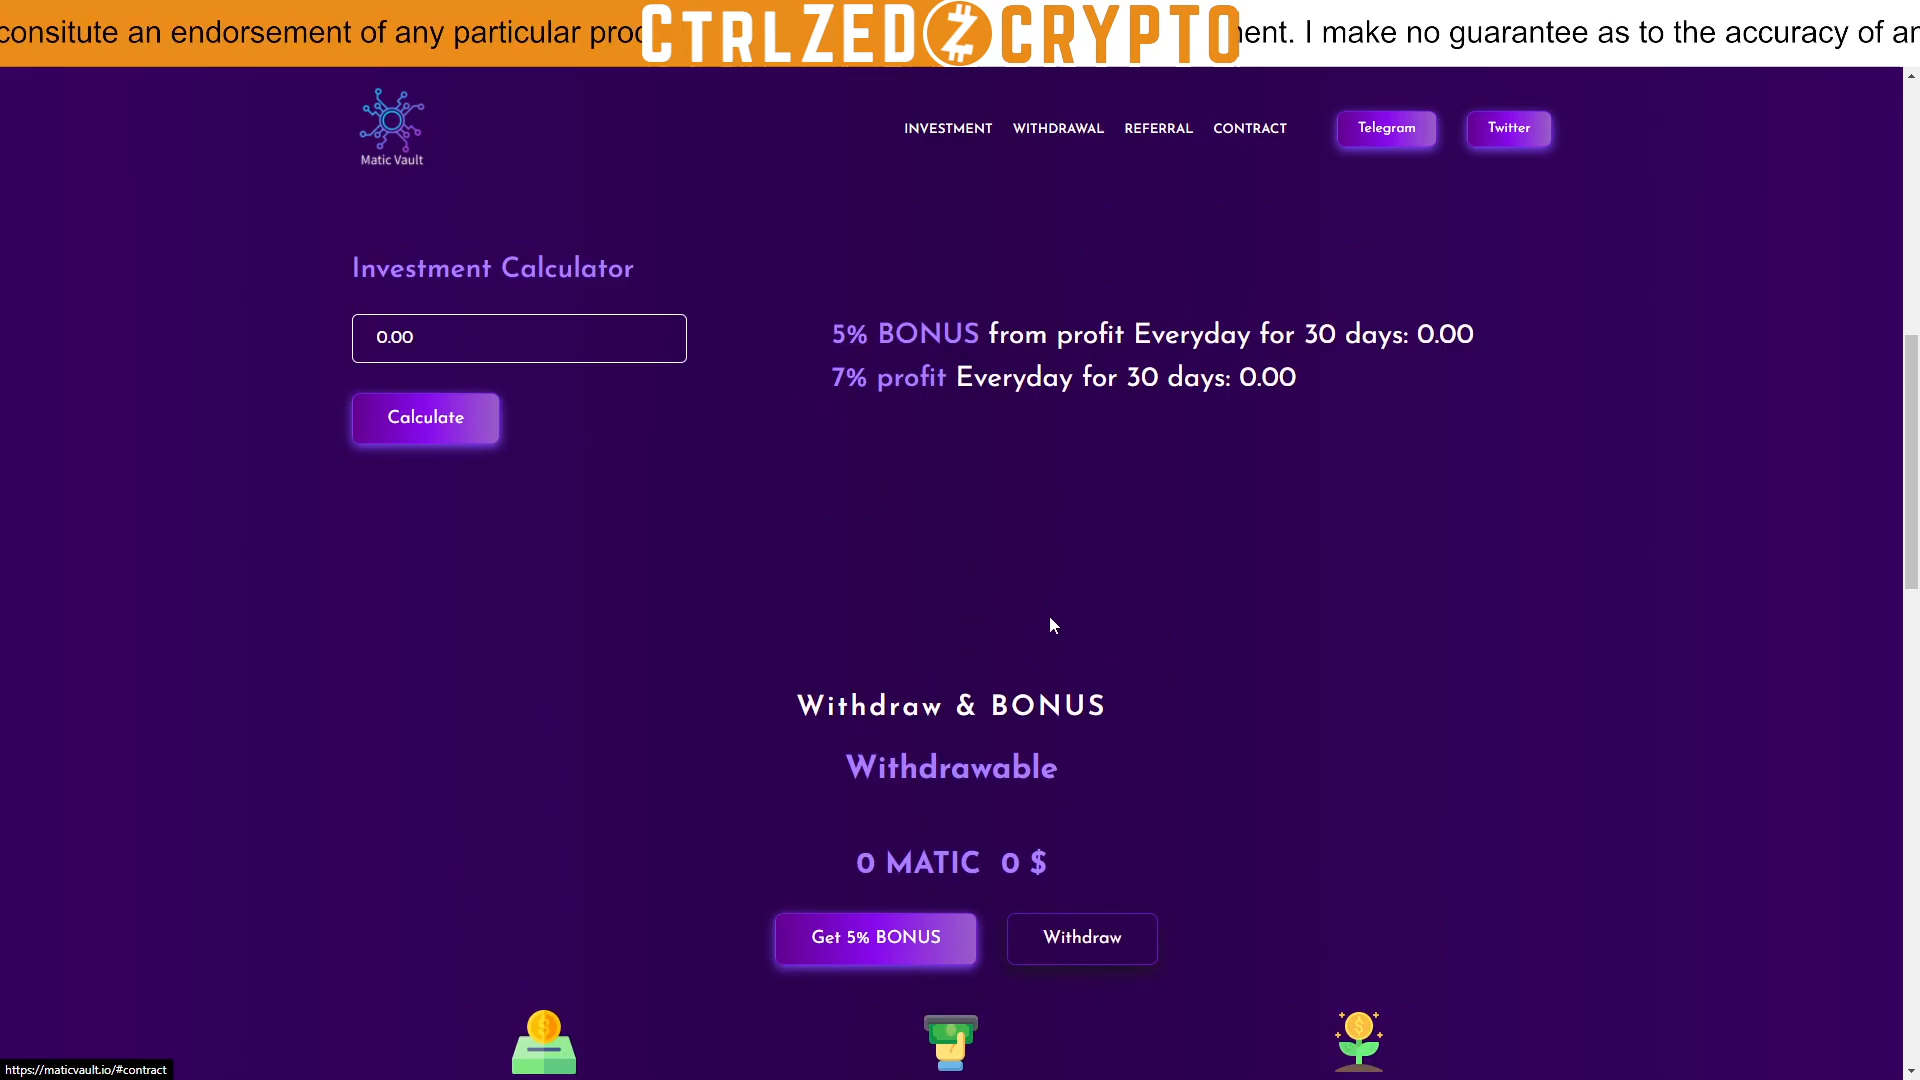 consitute an endorsement of any particular
CTRLZED CRYPTO
I make no guarantee as to the accuracy of
Matic Vault
INVESTMENT WITHDRAWAL REFERRAL CONTRACT Telegram Twitter
Investment Calculator
0.00
Calculate
5% BONUS from profit Everyday for 30 days: 0.00
7% profit Everyday for 30 days: 0.00
Withdraw & BONUS
Withdrawable
0 MATIC 0 $
Get 5% BONUS Withdraw
https://maticvault.io/#contract